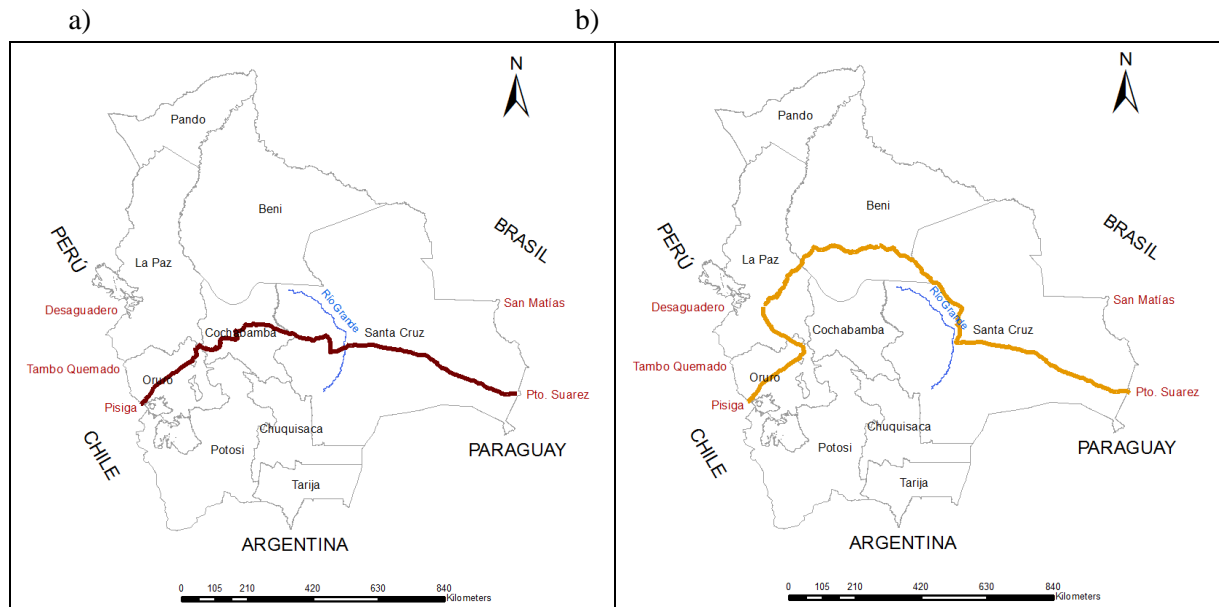 a)
b)
N
Pando
Beni
BRASIL
PERÚ
La Paz
San Matías
Desaguadero
Río Grande
Cochabamba
Santa Cruz
Tambo Quemado
Oruro
Pto. Suarez
Pisiga
Chuquisaca
CHILE
Potosi
PARAGUAY
Tarija
ARGENTINA
0 105 210 420 630 840
Kilometers
N
Pando
Beni
BRASIL
PERÚ
La Paz
San Matías
Desaguadero
Río Grande
Cochabamba
Santa Cruz
Tambo Quemado
Oruro
Pto. Suarez
Pisiga
Chuquisaca
CHILE
Potosi
PARAGUAY
Tarija
ARGENTINA
0 105 210 420 630 840
Kilometers